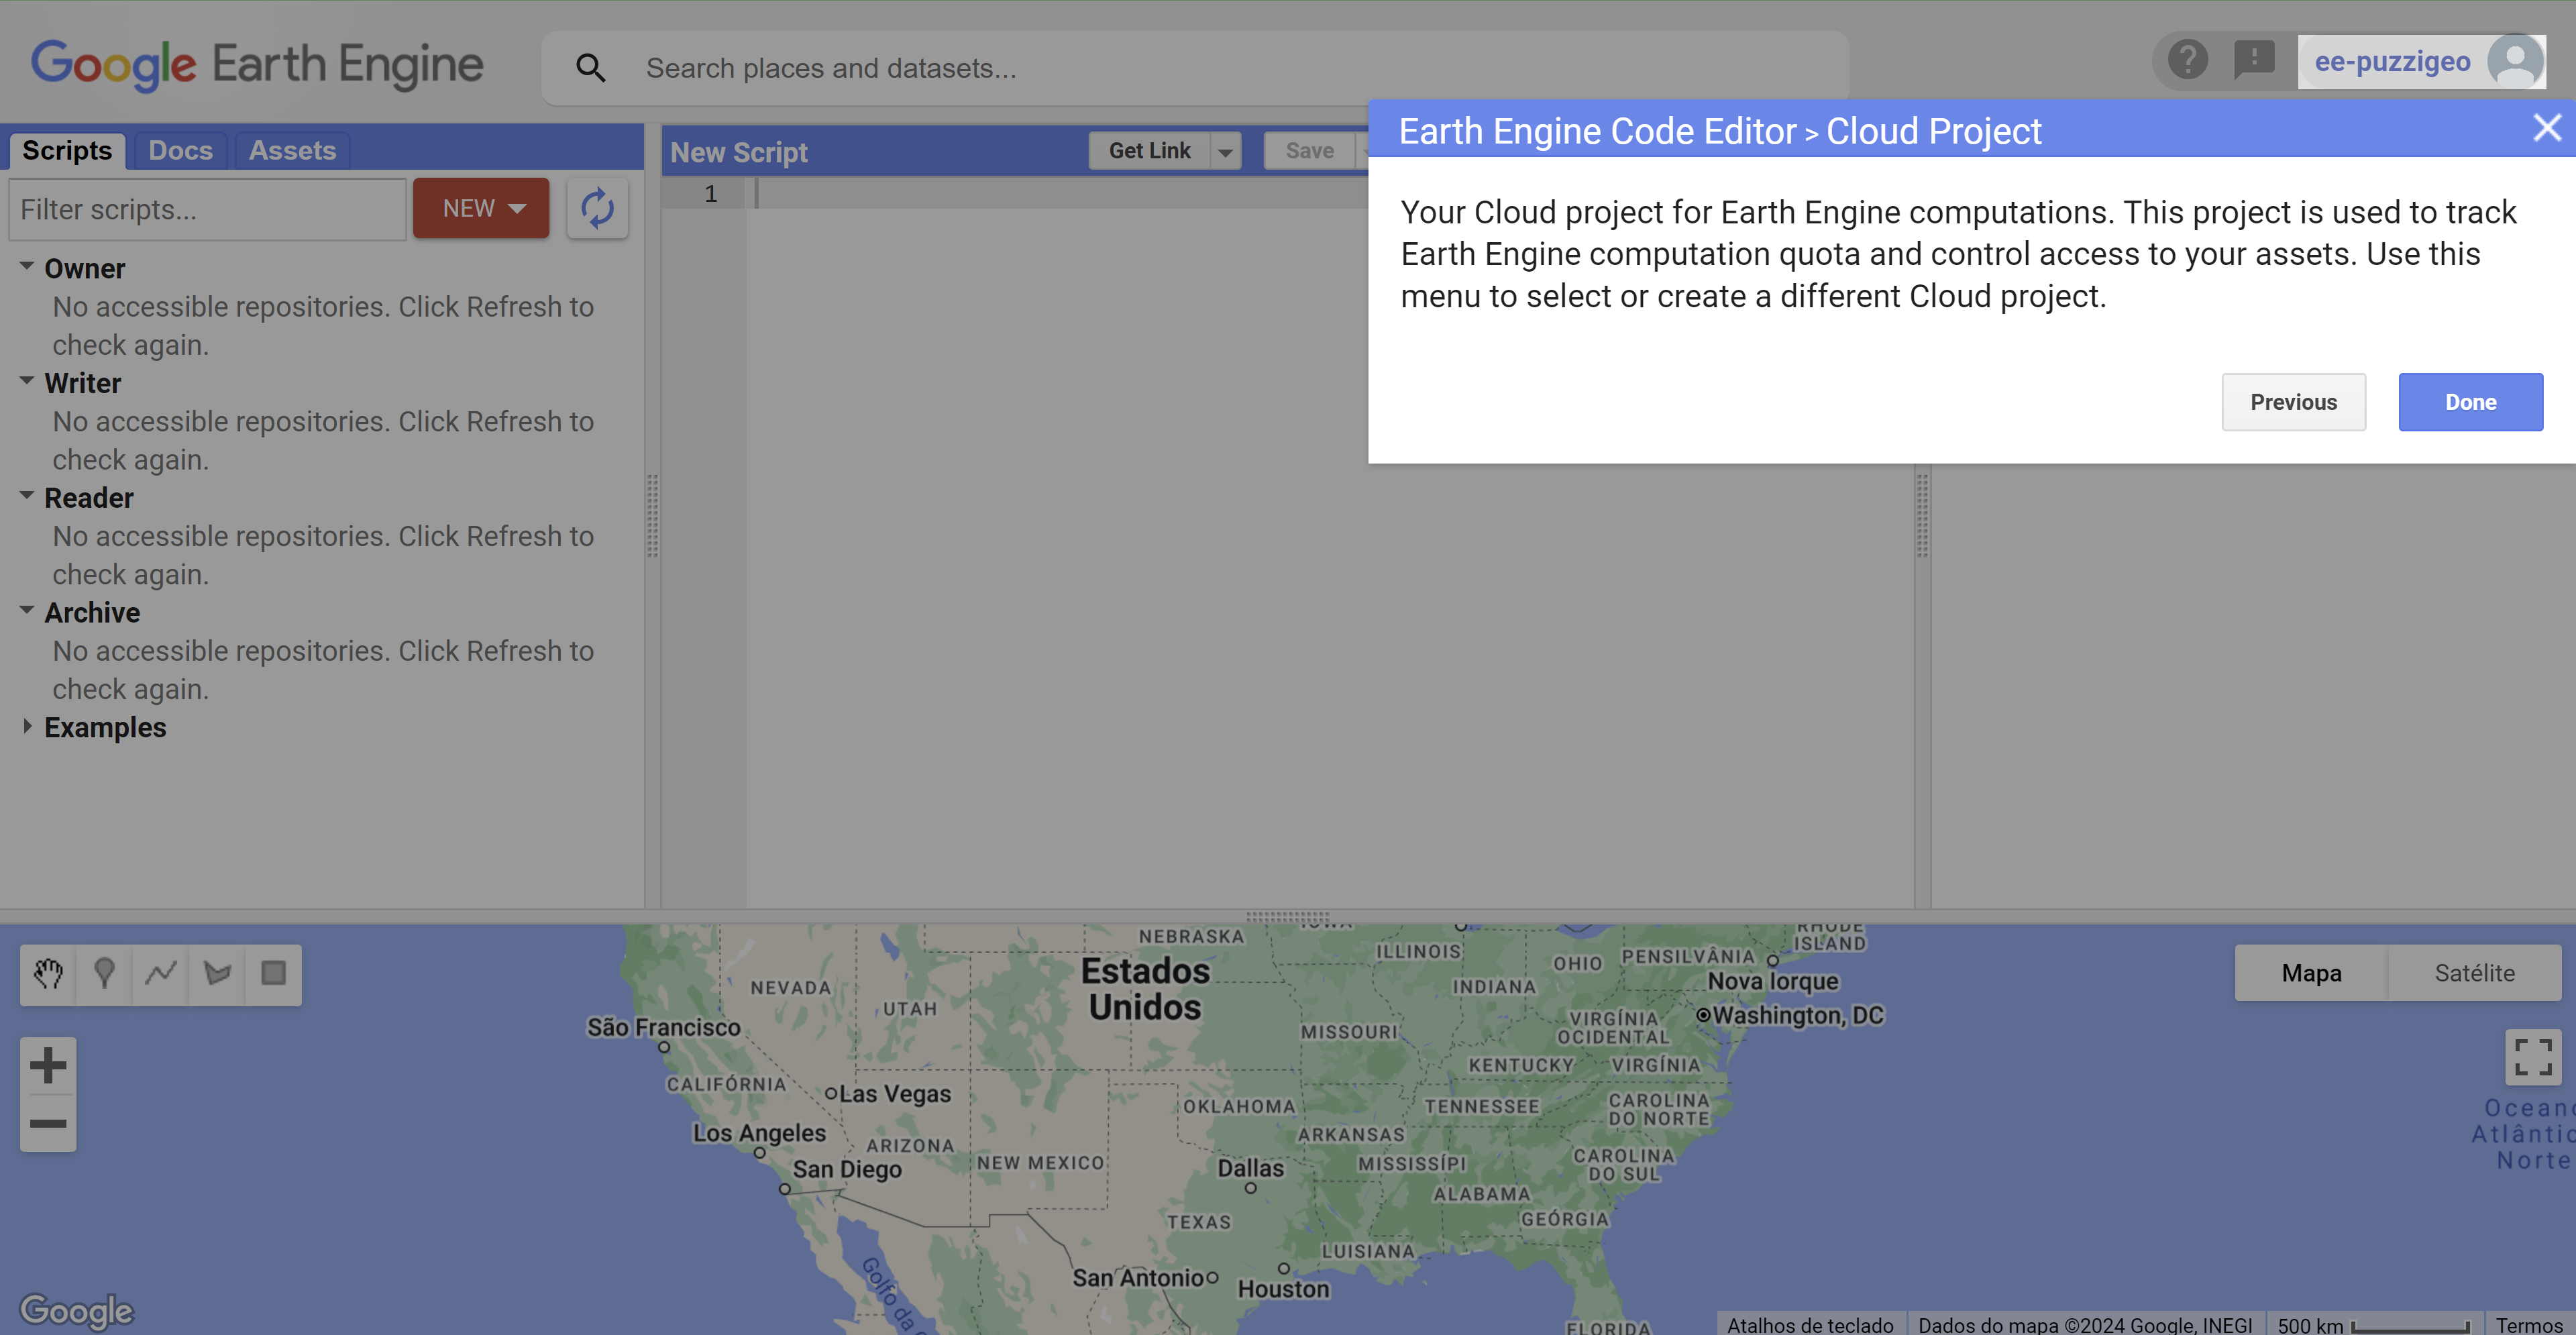 Google Earth Engine
Search places and datasets...
ee-puzzigeo
Scripts
Docs
Assets
New Script
Get Link
Save
Earth Engine Code Editor > Cloud Project
Your Cloud project for Earth Engine computations. This project is used to track
Earth Engine computation quota and control access to your assets. Use this
menu to select or create a different Cloud project.
Previous
Done
Filter scripts...
NEW
1
Owner
No accessible repositories. Click Refresh to
check again.
Writer
No accessible repositories. Click Refresh to
check again.
Reader
No accessible repositories. Click Refresh to
check again.
Archive
No accessible repositories. Click Refresh to
check again.
Examples
NEBRASKA
IOWA
ILLINOIS
INDIANA
OHIO
PENSILVÂNIA
RHODE
ISLAND
Estados
Unidos
NEVADA
UTAH
Nova Iorque
Washington, DC
São Francisco
MISSOURI
VIRGÍNIA
OCIDENTAL
KENTUCKY
VIRGÍNIA
CALIFÓRNIA
Las Vegas
OKLAHOMA
TENNESSEE
CAROLINA
DO NORTE
Los Angeles
ARIZONA
NEW MEXICO
ARKANSAS
MISSISSÍPI
CAROLINA
DO SUL
San Diego
Dallas
ALABAMA
TEXAS
GEÓRGIA
LUISIANA
San Antonio
Houston
FLORIDA
Golfo da
Mapa
Satélite
Oceano
Atlântic
Norte
Google
Atalhos de teclado
Dados do mapa ©2024 Google, INEGI
500 km
Termos